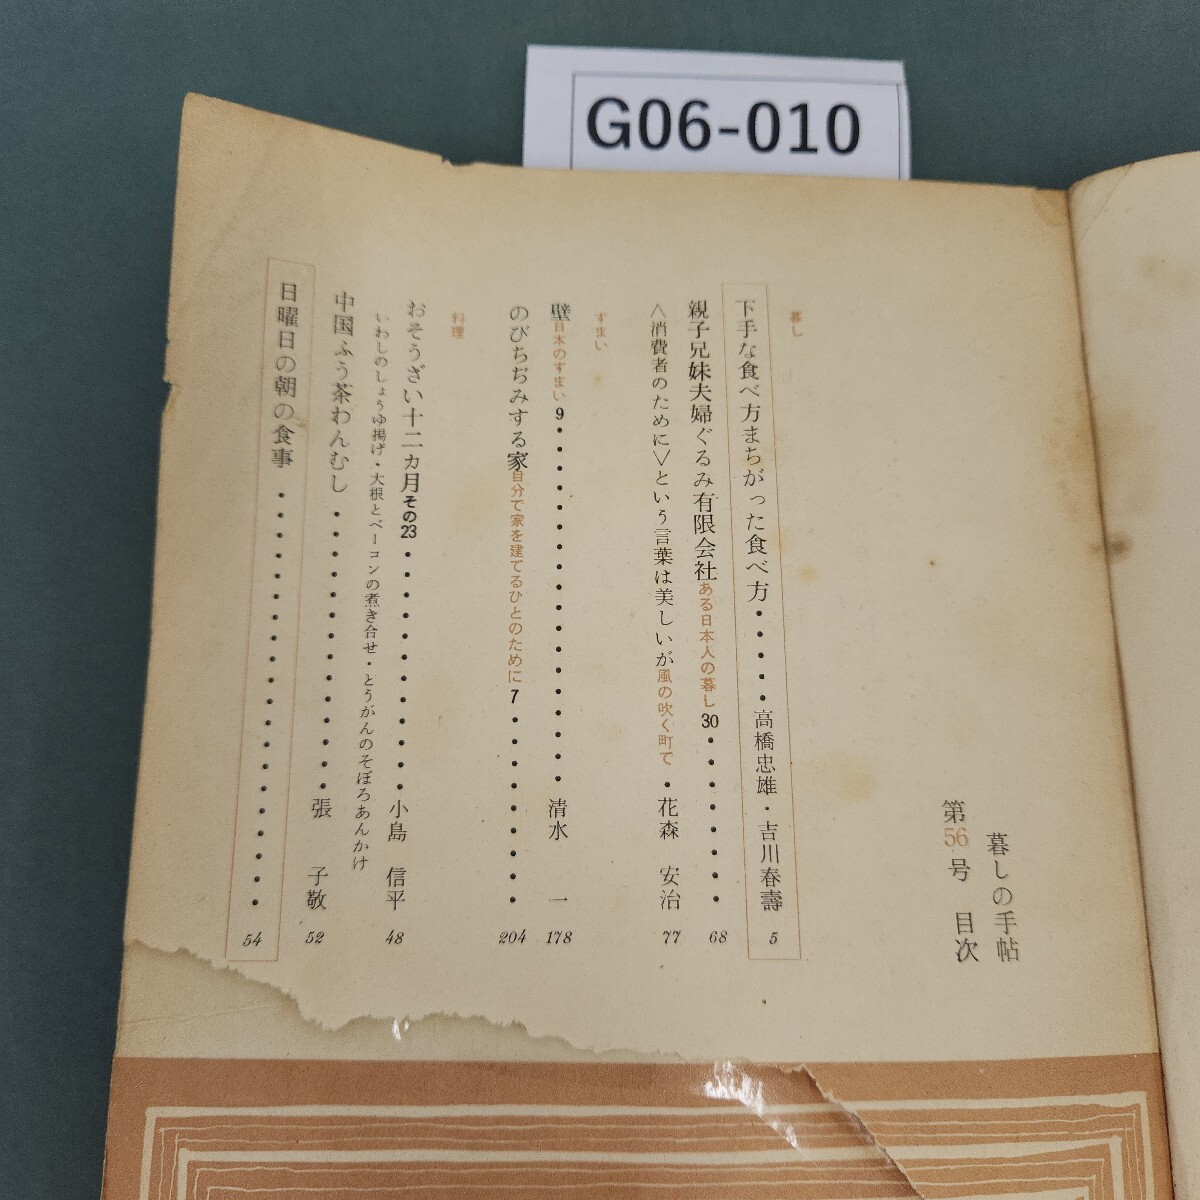 G06-010
暮しの手帖
第56号 目次
暮し
下手な食べ方まちがった食べ方・・・・・高橋忠雄・吉川春壽 5
親子兄妹夫婦ぐるみ有限会社 ある日本人の暮し 30・・・・・・・・ 68
〈消費者のために〉という言葉は美しいが 風の吹く町で・花森 安治 77
すまい
壁 日本のすまい 9・・・・・・・・・・・・・清水 一 178
のびちぢみする家 自分で家を建てるひとのために 7・・・・・・・・・ 204
料理
おそうざい十二カ月 その23・・・・・・・・・小島 信平 48
いわしのしょうゆ揚げ・大根とベーコンの煮き合せ・とうがんのそぼろあんかけ
中国ふう茶わんむし・・・・・・・・・・張 子敬 52
日曜日の朝の食事・・・・・・・・・・・・・・・・ 54